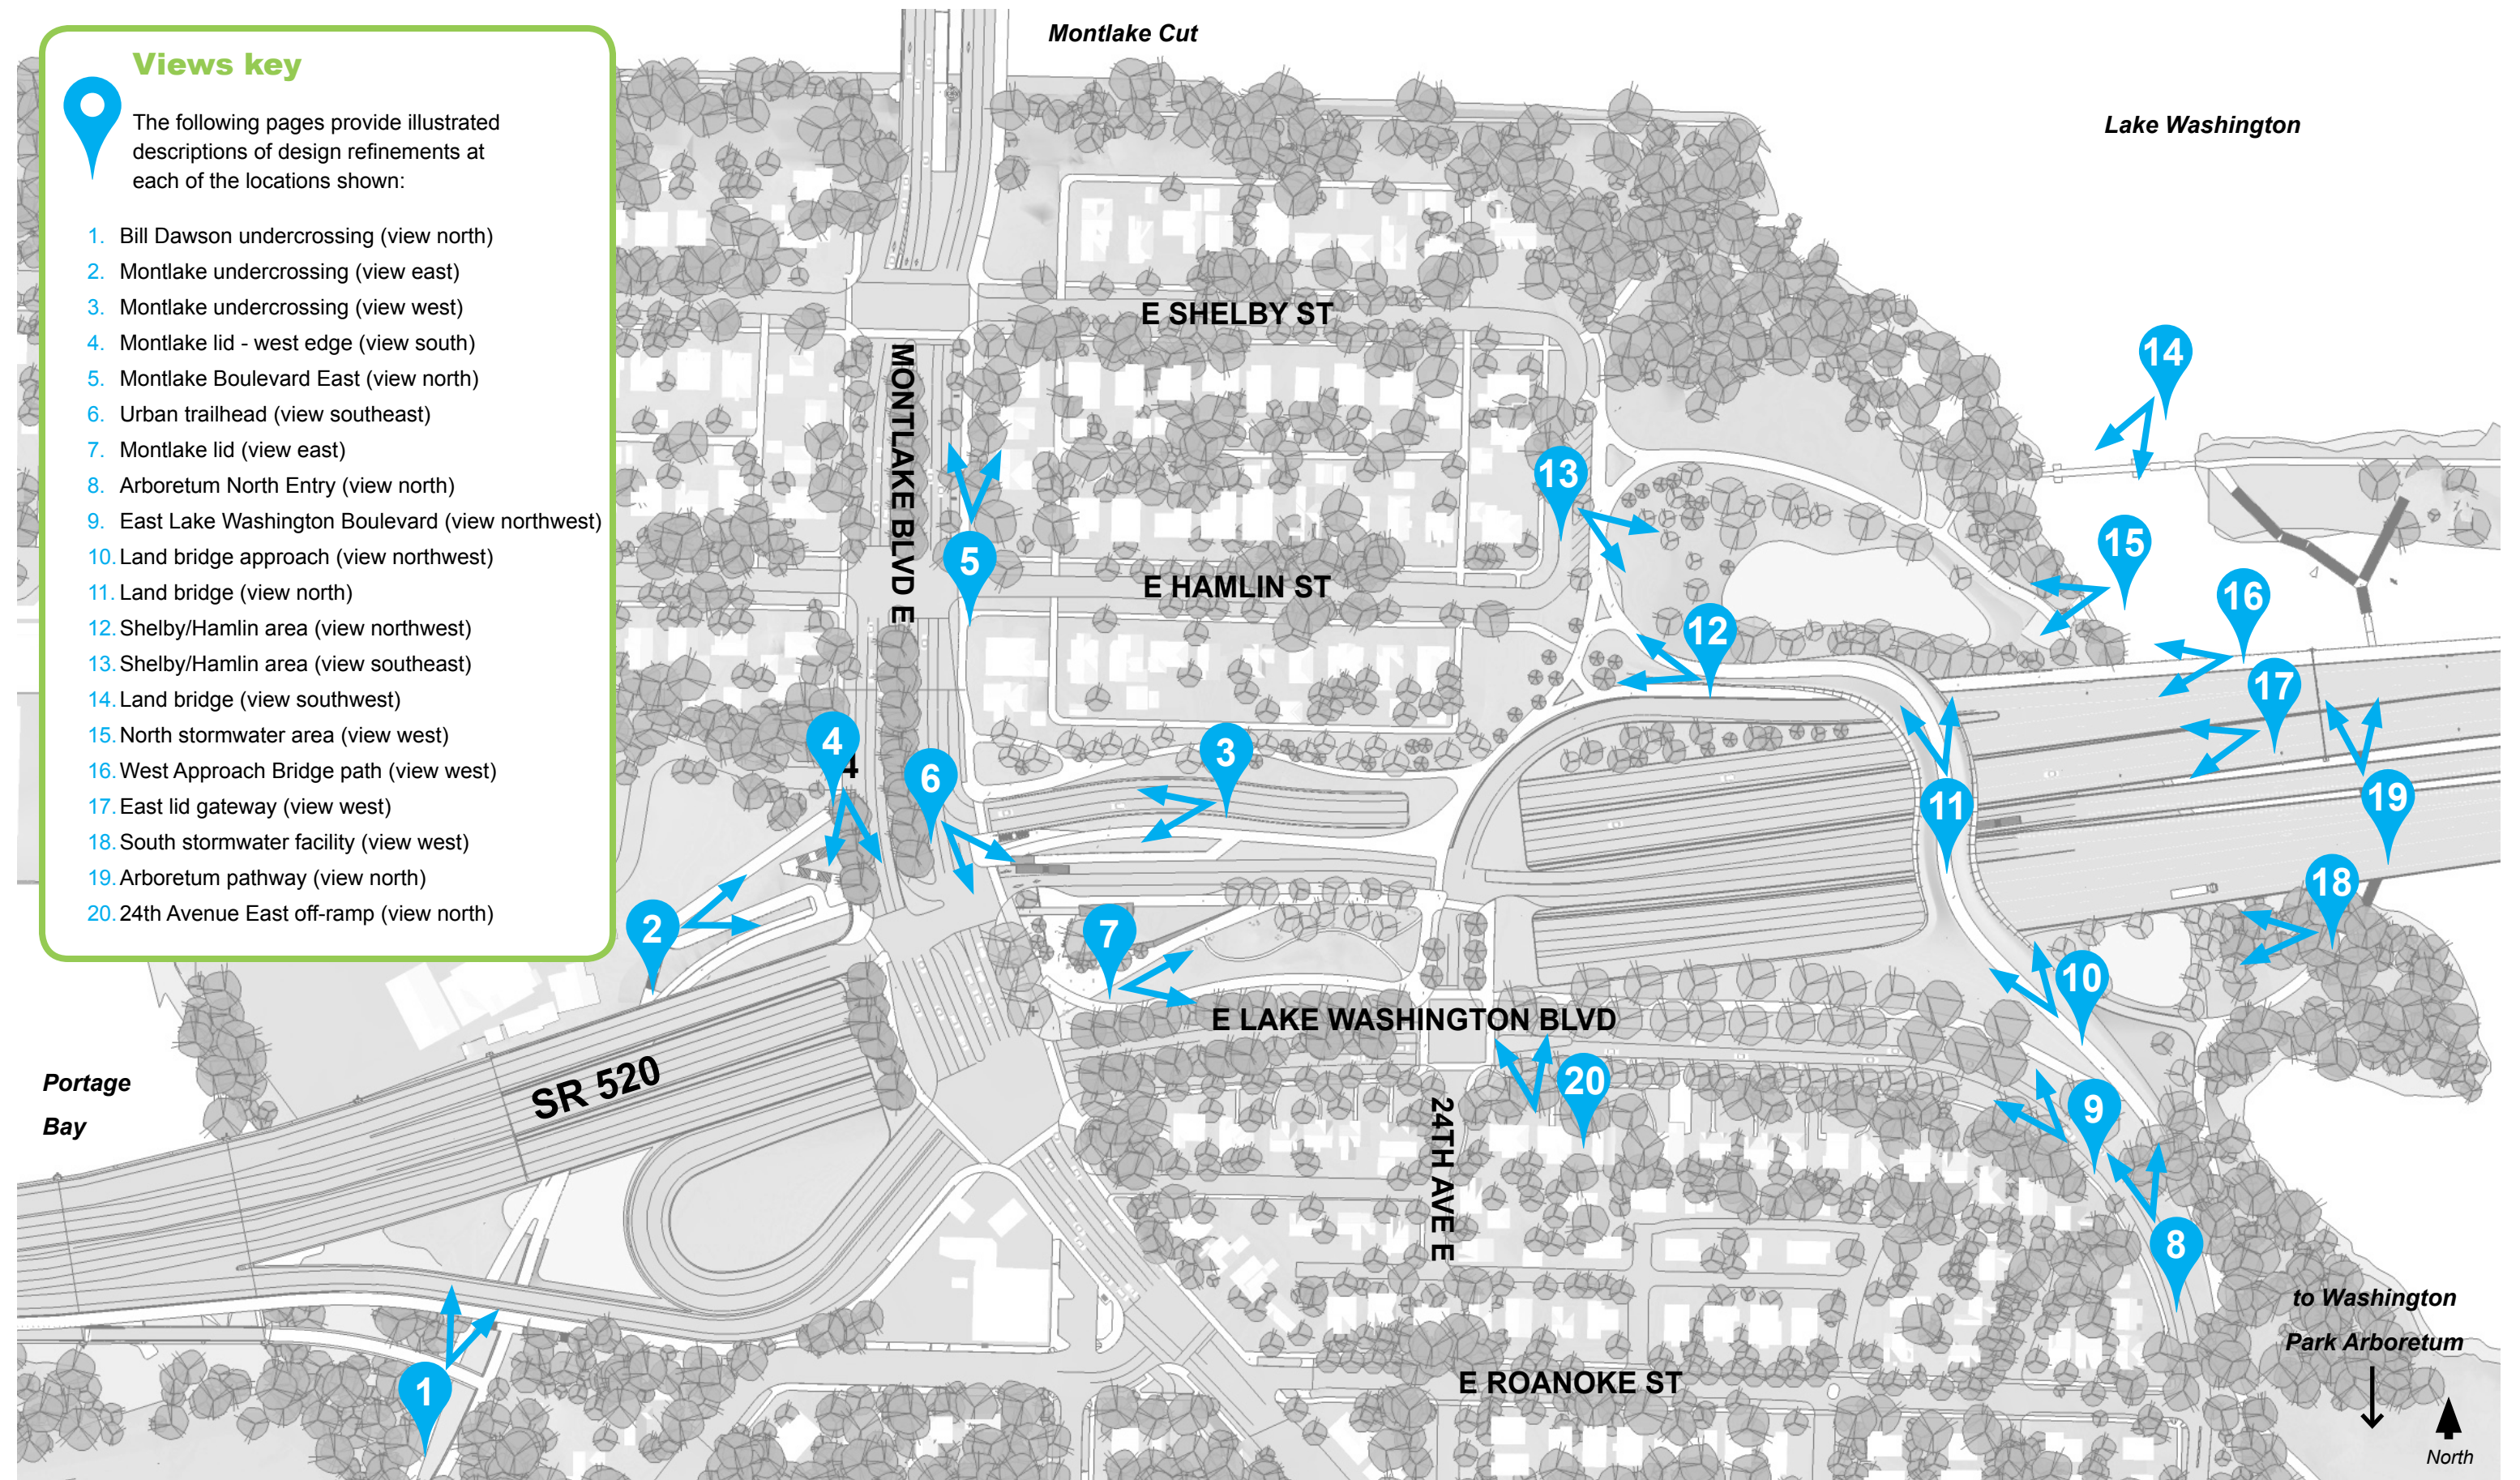 Views key
The following pages provide illustrated
descriptions of design refinements at
each of the locations shown:
1. Bill Dawson undercrossing (view north)
2. Montlake undercrossing (view east)
3. Montlake undercrossing (view west)
4. Montlake lid - west edge (view south)
5. Montlake Boulevard East (view north)
6. Urban trailhead (view southeast)
7. Montlake lid (view east)
8. Arboretum North Entry (view north)
9. East Lake Washington Boulevard (view northwest)
10. Land bridge approach (view northwest)
11. Land bridge (view north)
12. Shelby/Hamlin area (view northwest)
13. Shelby/Hamlin area (view southeast)
14. Land bridge (view southwest)
15. North stormwater area (view west)
16. West Approach Bridge path (view west)
17. East lid gateway (view west)
18. South stormwater facility (view west)
19. Arboretum pathway (view north)
20. 24th Avenue East off-ramp (view north)
Montlake Cut
Lake Washington
E SHELBY ST
MONTLAKE BLVD E
14
13
15
5
E HAMLIN ST
16
12
17
4
4
3
6
11
19
18
2
7
10
E LAKE WASHINGTON BLVD
SR 520
Portage
Bay
20
9
24TH AVE E
8
to Washington
Park Arboretum
1
E ROANOKE ST
North